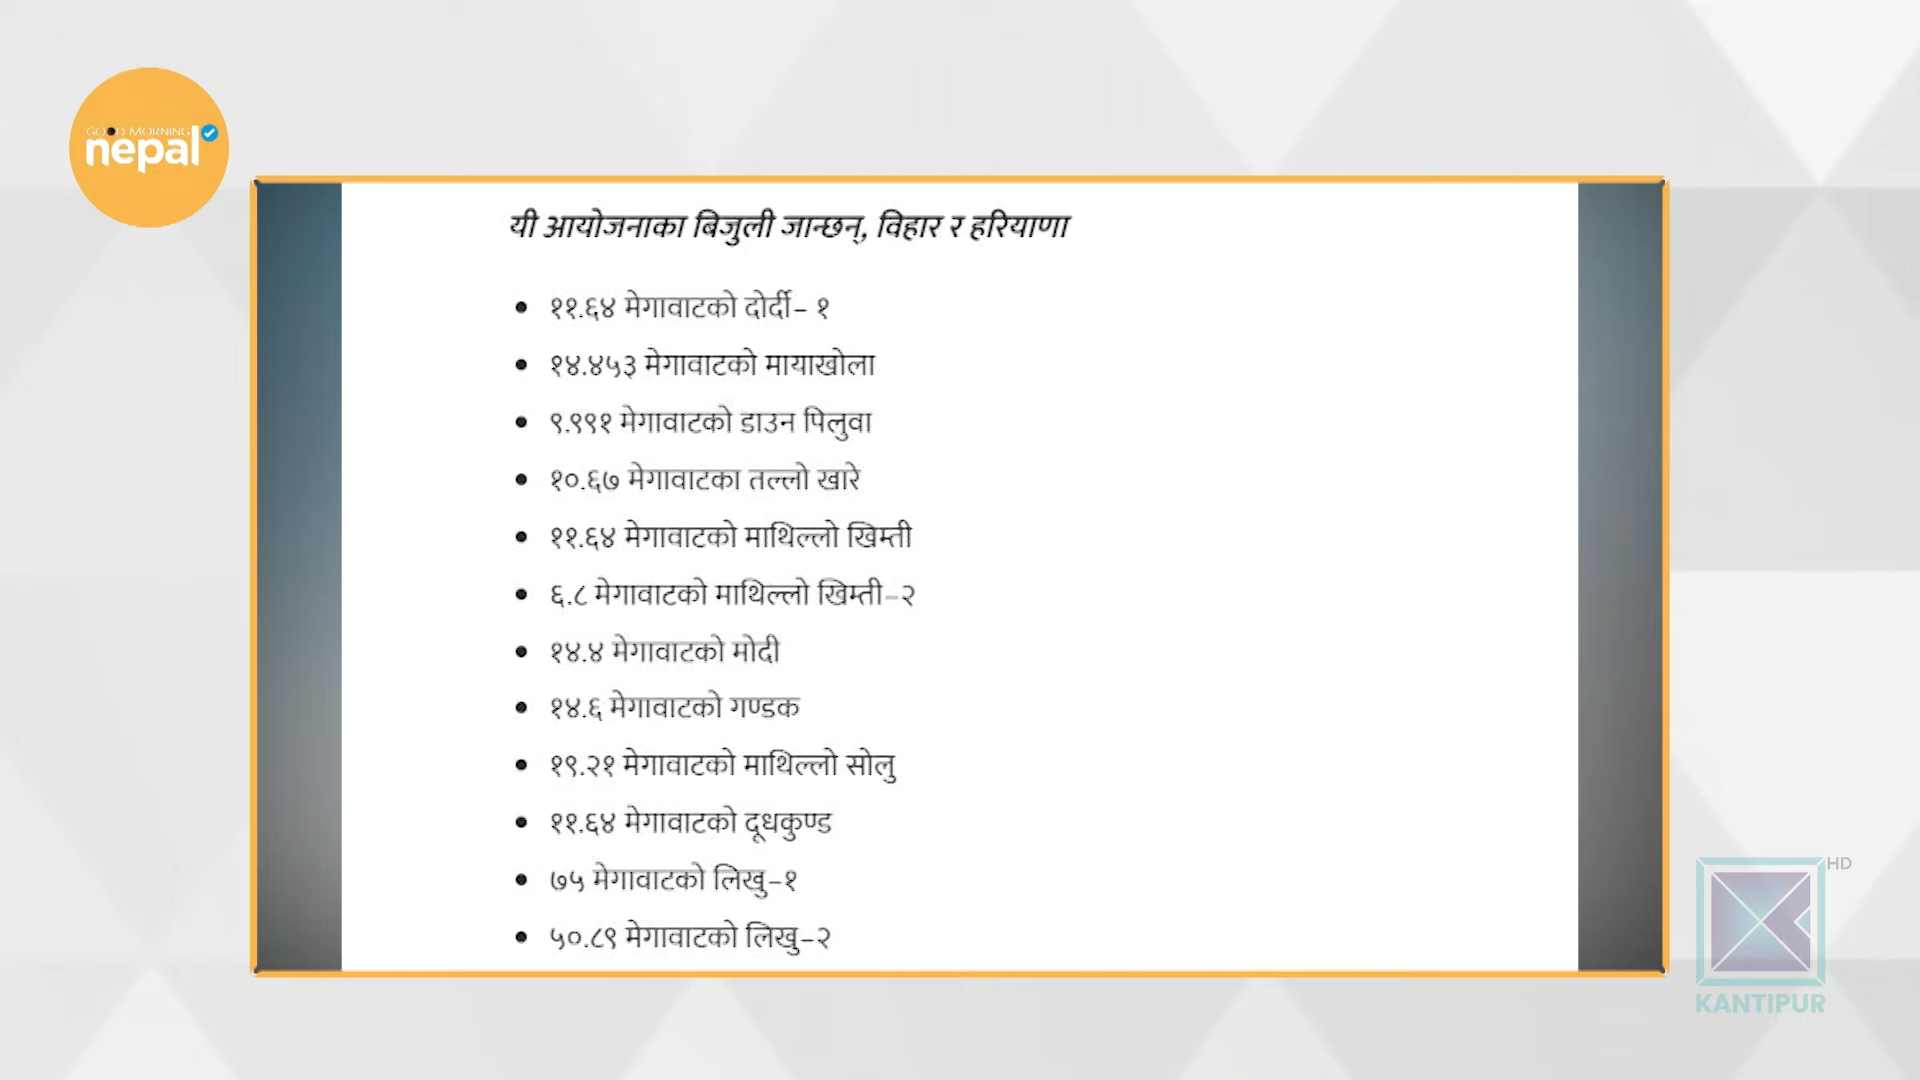 GOOD MORNING
nepal
यी आयोजनाका बिजुली जान्छन्, विहार र हरियाणा
• ११.६४ मेगावाटको दोर्दी– १
• १४.४५३ मेगावाटको मायाखोला
• ९.९९१ मेगावाटको डाउन पिलुवा
• १०.६७ मेगावाटका तल्लो खारे
• ११.६४ मेगावाटको माथिल्लो खिम्ती
• ६.८ मेगावाटको माथिल्लो खिम्ती–२
• १४.४ मेगावाटको मोदी
• १४.६ मेगावाटको गण्डक
• १९.२१ मेगावाटको माथिल्लो सोलु
• ११.६४ मेगावाटको दूधकुण्ड
• ७५ मेगावाटको लिखु–१
• ५०.८९ मेगावाटको लिखु–२
HD
KANTIPUR